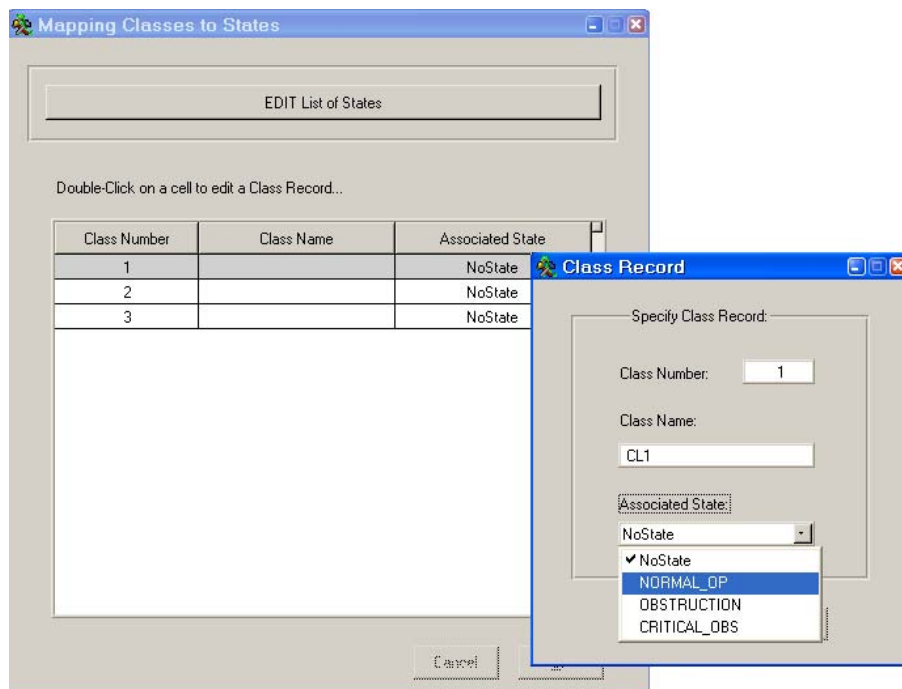 Mapping Classes to States
EDIT List of States
Double-Click on a cell to edit a Class Record...
Class Number Class Name Associated State
1 NoState
2 NoState
3 NoState
Cancel
Class Record
Specify Class Record:
Class Number: 1
Class Name:
CL1
Associated State:
NoState
✔NoState
NORMAL_OP
OBSTRUCTION
CRITICAL_OBS